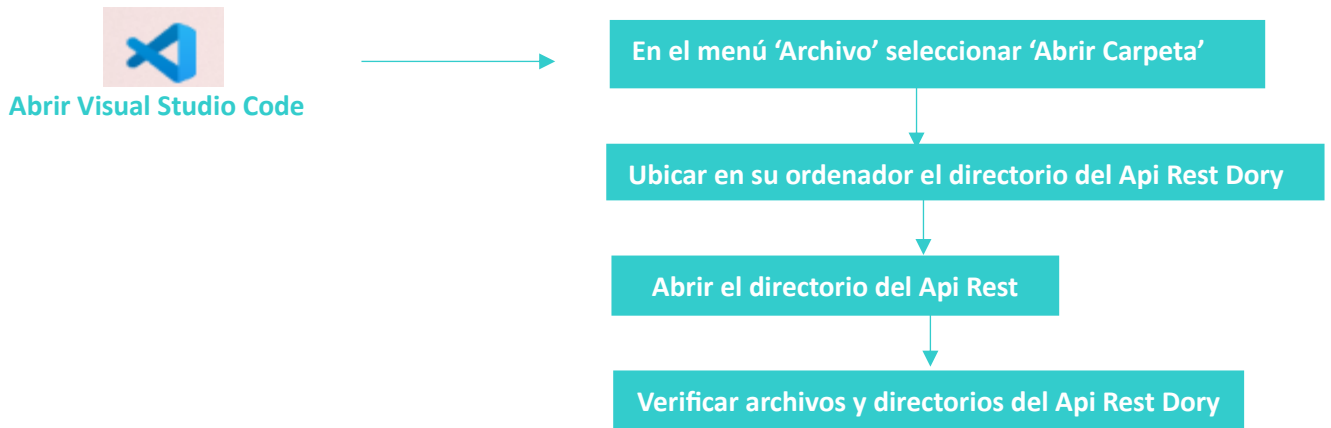 Abrir Visual Studio Code
En el menú ‘Archivo’ seleccionar ‘Abrir Carpeta’
Ubicar en su ordenador el directorio del Api Rest Dory
Abrir el directorio del Api Rest
Verificar archivos y directorios del Api Rest Dory